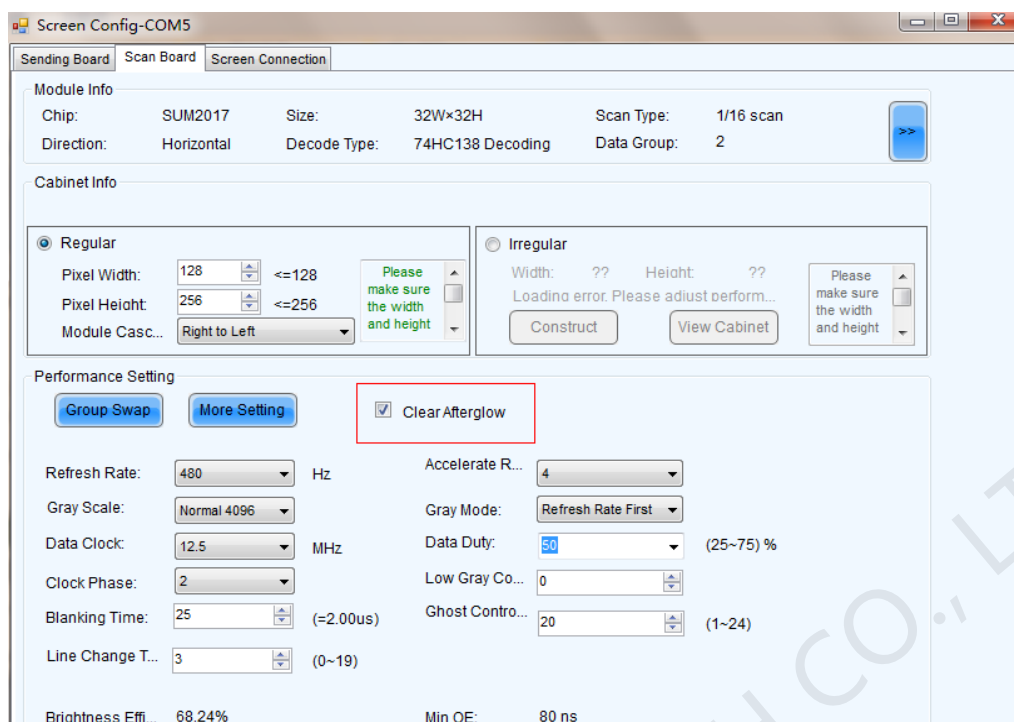 Screen Config-COM5
Sending Board Scan Board Screen Connection
Module Info
Chip: SUM2017 Size: 32W×32H Scan Type: 1/16 scan
Direction: Horizontal Decode Type: 74HC138 Decoding Data Group: 2
>>
Cabinet Info
Regular
Pixel Width: 128 <=128
Pixel Height: 256 <=256
Module Casc... Right to Left
Please
make sure
the width
and height
Irregular
Width: ?? Height: ??
Loading error. Please adjust perform...
Construct View Cabinet
Please
make sure
the width
and height
Performance Setting
Group Swap More Setting Clear Afterglow
Refresh Rate: 480 Hz Accelerate R... 4
Gray Scale: Normal 4096 Gray Mode: Refresh Rate First
Data Clock: 12.5 MHz Data Duty: 50 (25~75) %
Clock Phase: 2 Low Gray Co... 0
Blanking Time: 25 (=2.00us) Ghost Contro... 20 (1~24)
Line Change T... 3 (0~19)
Brightness Effi... 68.24% Min OE: 80 ns
CO., LT